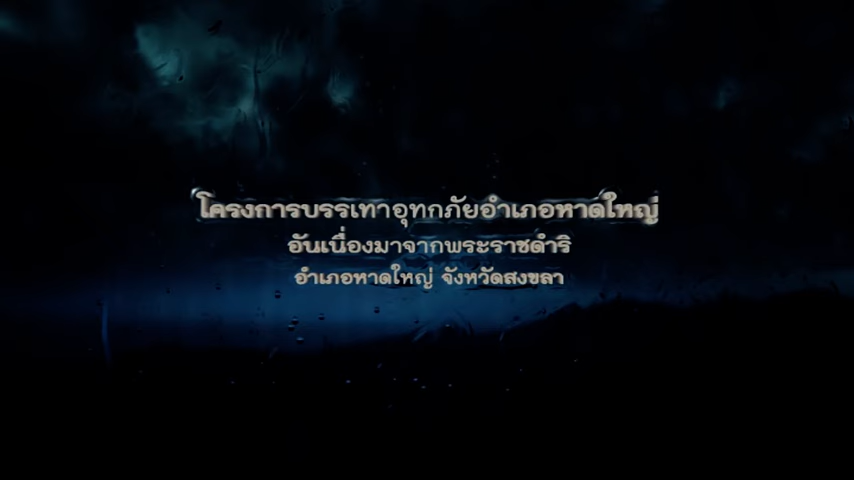 โครงการบรรเทาอุทกภัยอำเภอหาดใหญ่
อันเนื่องมาจากพระราชดำริ
อำเภอหาดใหญ่ จังหวัดสงขลา